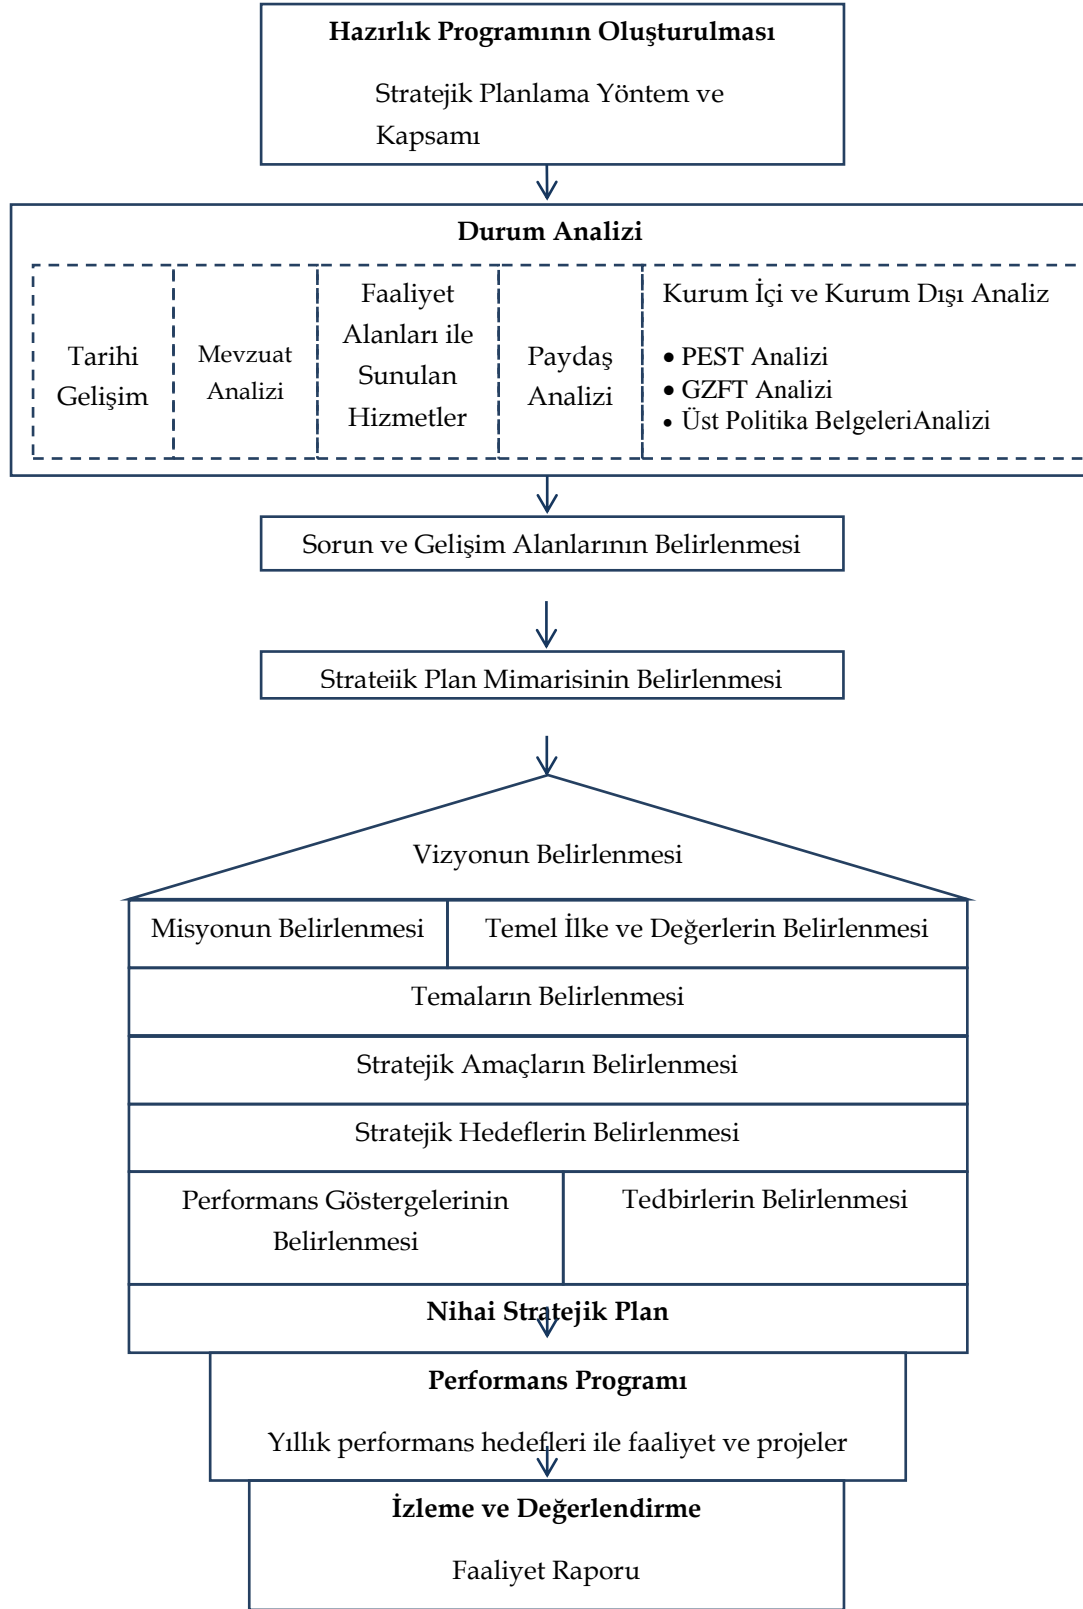 Hazırlık Programının Oluşturulması
Stratejik Planlama Yöntem ve
Kapsamı
Durum Analizi
Tarihi
Gelişim
Mevzuat
Analizi
Faaliyet
Alanları ile
Sunulan
Hizmetler
Paydaş
Analizi
Kurum İçi ve Kurum Dışı Analiz
• PEST Analizi
• GZFT Analizi
• Üst Politika BelgeleriAnalizi
Sorun ve Gelişim Alanlarının Belirlenmesi
Stratejik Plan Mimarisinin Belirlenmesi
Vizyonun Belirlenmesi
Misyonun Belirlenmesi
Temel İlke ve Değerlerin Belirlenmesi
Temaların Belirlenmesi
Stratejik Amaçların Belirlenmesi
Stratejik Hedeflerin Belirlenmesi
Performans Göstergelerinin
Belirlenmesi
Tedbirlerin Belirlenmesi
Nihai Stratejik Plan
Performans Programı
Yıllık performans hedefleri ile faaliyet ve projeler
İzleme ve Değerlendirme
Faaliyet Raporu